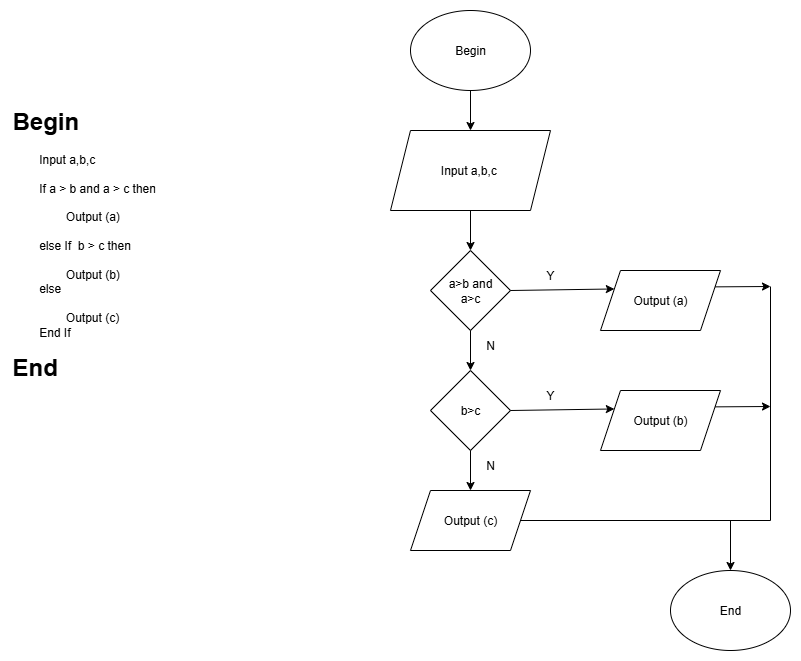 Begin
Input a,b,c
If a > b and a > c then
Output (a)
else If  b > c then
Output (b)
else
Output (c)
End If
End
Begin
Input a,b,c
a>b and
a>c
Y
Output (a)
N
b>c
Y
Output (b)
N
Output (c)
End